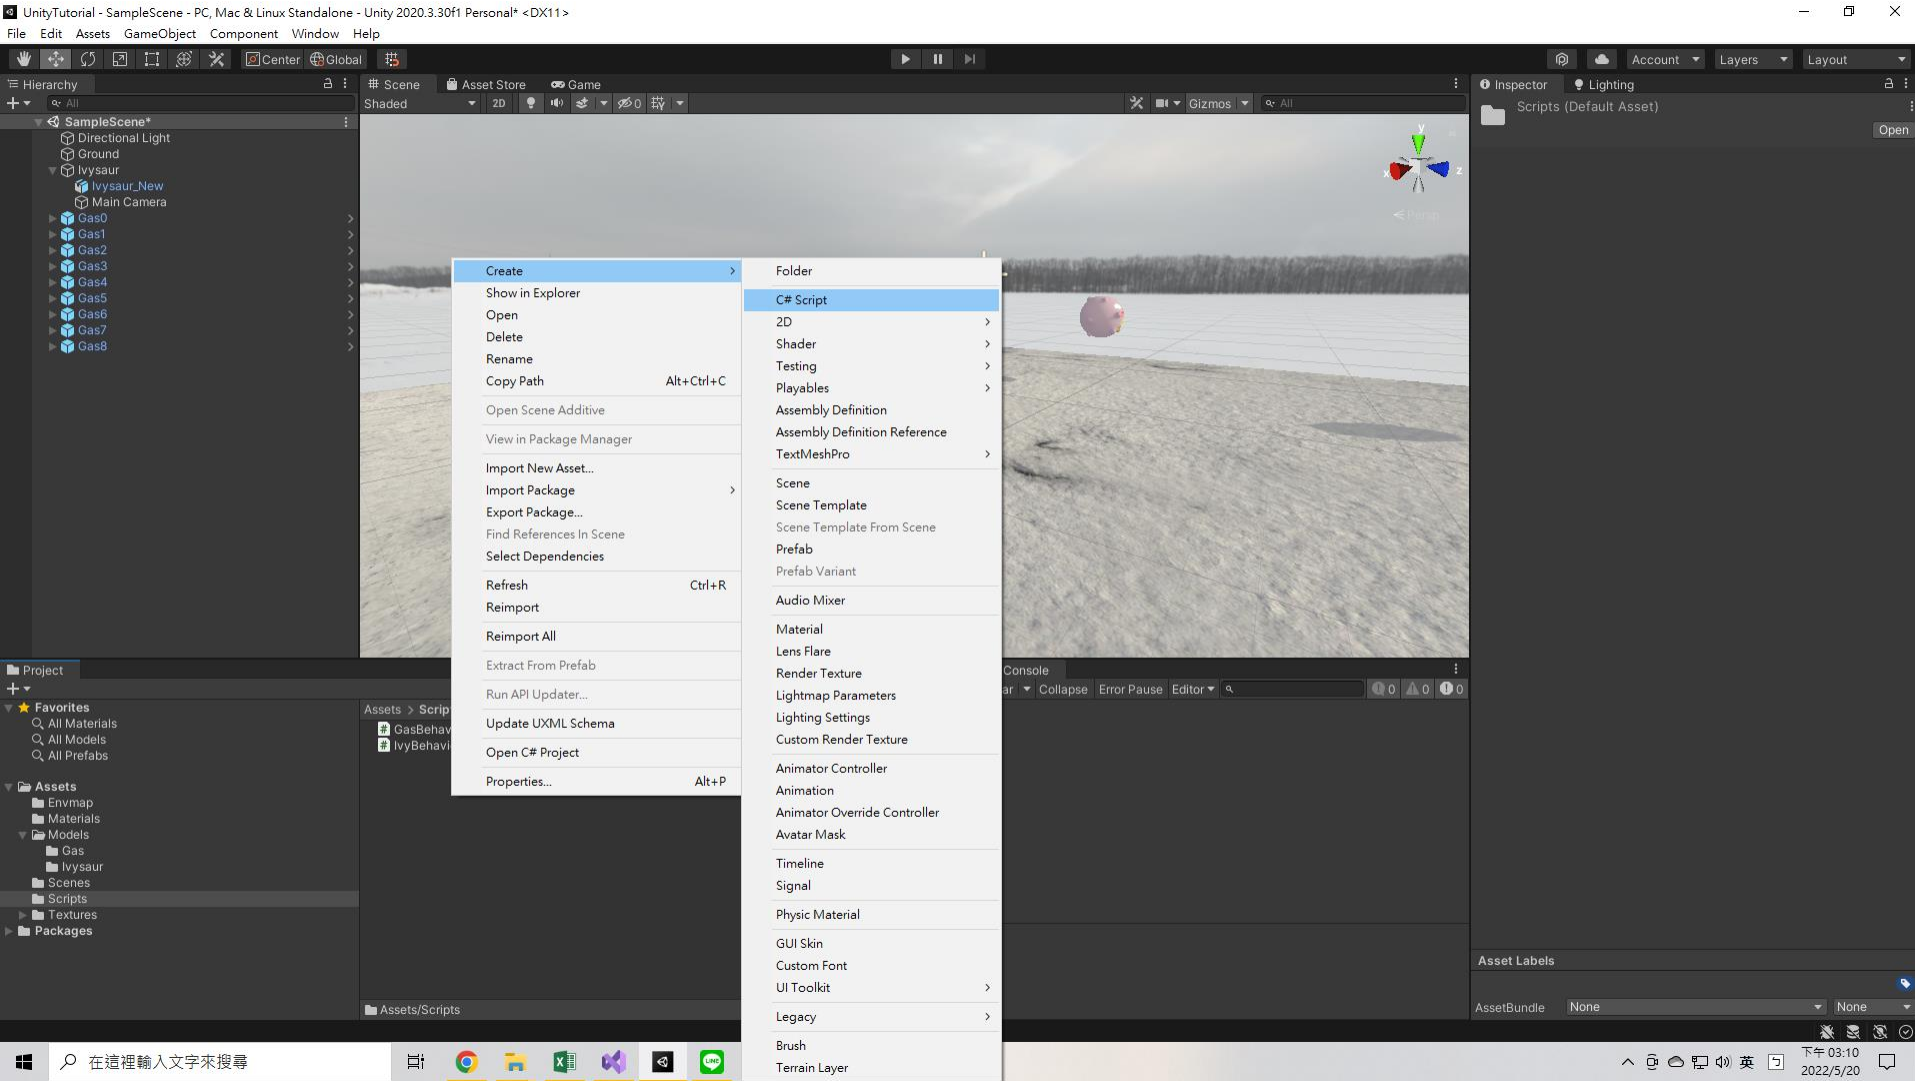 UnityTutorial - SampleScene - PC, Mac & Linux Standalone - Unity 2020.3.30f1 Personal* <DX11>
File Edit Assets GameObject Component Window Help
Center Global
Account Layers Layout
Hierarchy
All
SampleScene*
Directional Light
Ground
Ivysaur
Ivysaur_New
Main Camera
Gas0
Gas1
Gas2
Gas3
Gas4
Gas5
Gas6
Gas7
Gas8
Scene Asset Store Game
Shaded 2D 0 Gizmos All
y
x z
Persp
Create
Show in Explorer
Open
Delete
Rename
Copy Path Alt+Ctrl+C
Open Scene Additive
View in Package Manager
Import New Asset...
Import Package
Export Package...
Find References In Scene
Select Dependencies
Refresh Ctrl+R
Reimport
Reimport All
Extract From Prefab
Run API Updater...
Update UXML Schema
Open C# Project
Properties... Alt+P
Folder
C# Script
2D
Shader
Testing
Playables
Assembly Definition
Assembly Definition Reference
TextMeshPro
Scene
Scene Template
Scene Template From Scene
Prefab
Prefab Variant
Audio Mixer
Material
Lens Flare
Render Texture
Lightmap Parameters
Lighting Settings
Custom Render Texture
Animator Controller
Animation
Animator Override Controller
Avatar Mask
Timeline
Signal
Physic Material
GUI Skin
Custom Font
UI Toolkit
Legacy
Brush
Terrain Layer
Inspector Lighting
Scripts (Default Asset)
Open
Project
Favorites
All Materials
All Models
All Prefabs
Assets
Envmap
Materials
Models
Gas
Ivysaur
Scenes
Scripts
Textures
Packages
Assets > Scrip
GasBehav
IvyBehavi
Assets/Scripts
Console
ar Collapse Error Pause Editor 0 0 0
Asset Labels
AssetBundle None None
在這裡輸入文字來搜尋
LINE
英
下午 03:10
2022/5/20